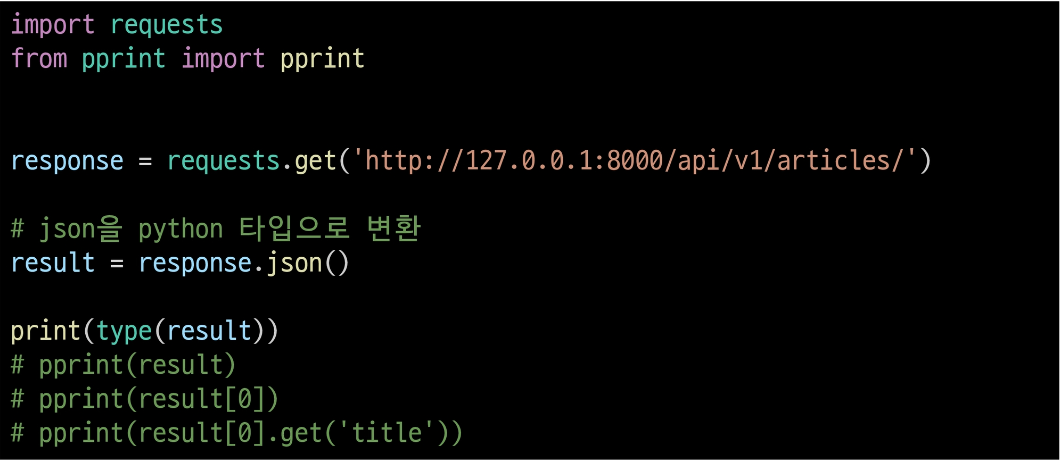 import requests
from pprint import pprint
response = requests.get('http://127.0.0.1:8000/api/v1/articles/')
# json을 python 타입으로 변환
result = response.json()
print(type(result))
# pprint(result)
# pprint(result[0])
# pprint(result[0].get('title'))